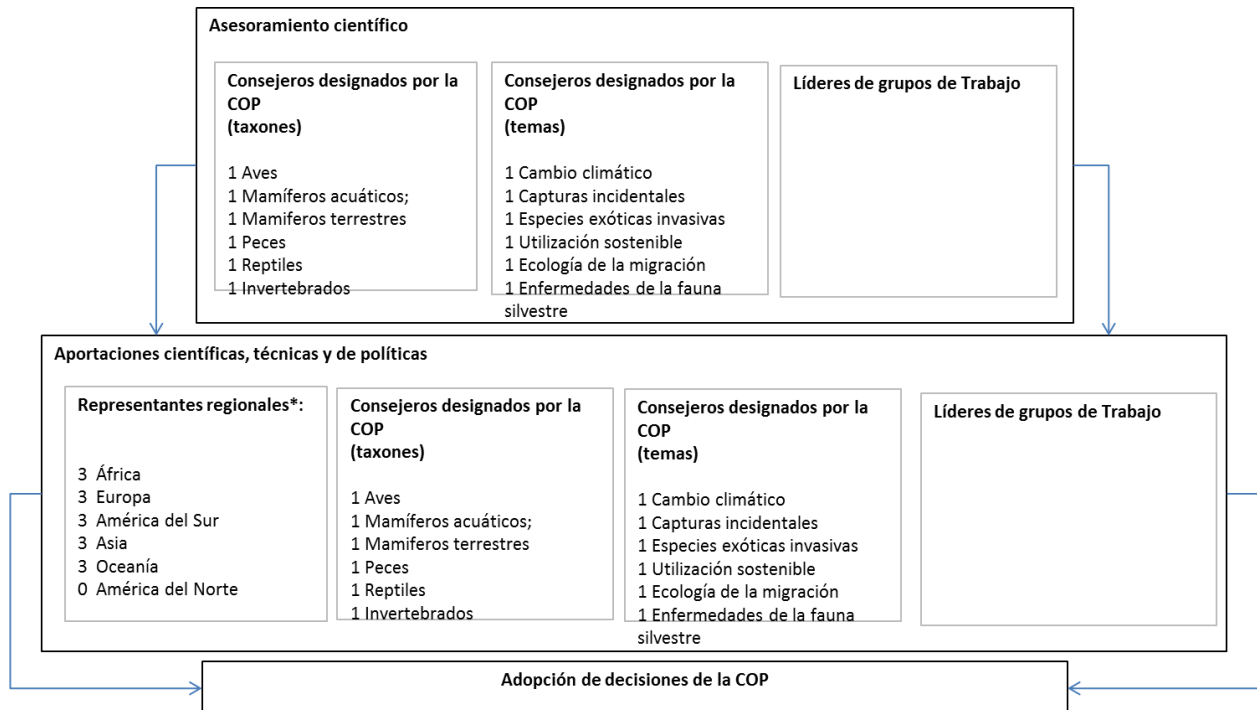 Asesoramiento científico
Consejeros designados por la
COP
(taxones)
1 Aves
1 Mamíferos acuáticos;
1 Mamiferos terrestres
1 Peces
1 Reptiles
1 Invertebrados
Consejeros designados por la
COP
(temas)
1 Cambio climático
1 Capturas incidentales
1 Especies exóticas invasivas
1 Utilización sostenible
1 Ecología de la migración
1 Enfermedades de la fauna
silvestre
Líderes de grupos de Trabajo
Aportaciones científicas, técnicas y de políticas
Representantes regionales*:
3 África
3 Europa
3 América del Sur
3 Asia
3 Oceanía
0 América del Norte
Consejeros designados por la
COP
(taxones)
1 Aves
1 Mamíferos acuáticos;
1 Mamiferos terrestres
1 Peces
1 Reptiles
1 Invertebrados
Consejeros designados por la
COP
(temas)
1 Cambio climático
1 Capturas incidentales
1 Especies exóticas invasivas
1 Utilización sostenible
1 Ecología de la migración
1 Enfermedades de la fauna
silvestre
Líderes de grupos de Trabajo
Adopción de decisiones de la COP